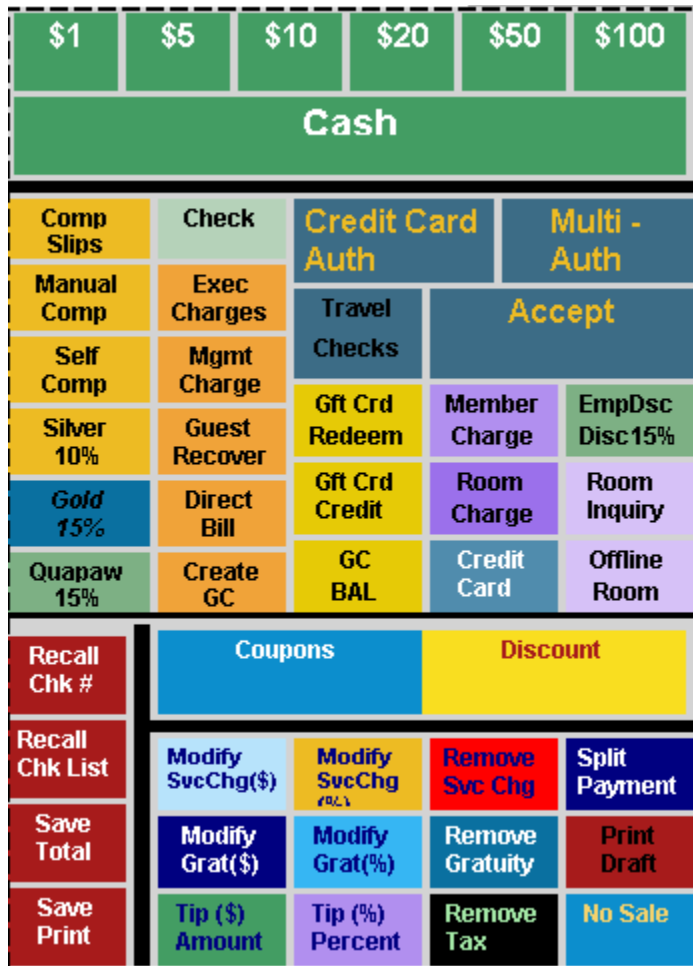 $1
$5
$10
$20
$50
$100
Cash
Comp
Slips
Check
Credit Card
Auth
Multi -
Auth
Manual
Comp
Exec
Charges
Travel
Checks
Accept
Self
Comp
Mgmt
Charge
Silver
10%
Guest
Recover
Gft Crd
Redeem
Member
Charge
EmpDsc
Disc15%
Gold
15%
Direct
Bill
Gft Crd
Credit
Room
Charge
Room
Inquiry
Quapaw
15%
Create
GC
GC
BAL
Credit
Card
Offline
Room
Recall
Chk #
Coupons
Discount
Recall
Chk List
Modify
SvcChg($)
Modify
SvcChg
(%)
Remove
Svc Chg
Split
Payment
Save
Total
Modify
Grat($)
Modify
Grat(%)
Remove
Gratuity
Print
Draft
Save
Print
Tip ($)
Amount
Tip (%)
Percent
Remove
Tax
No Sale